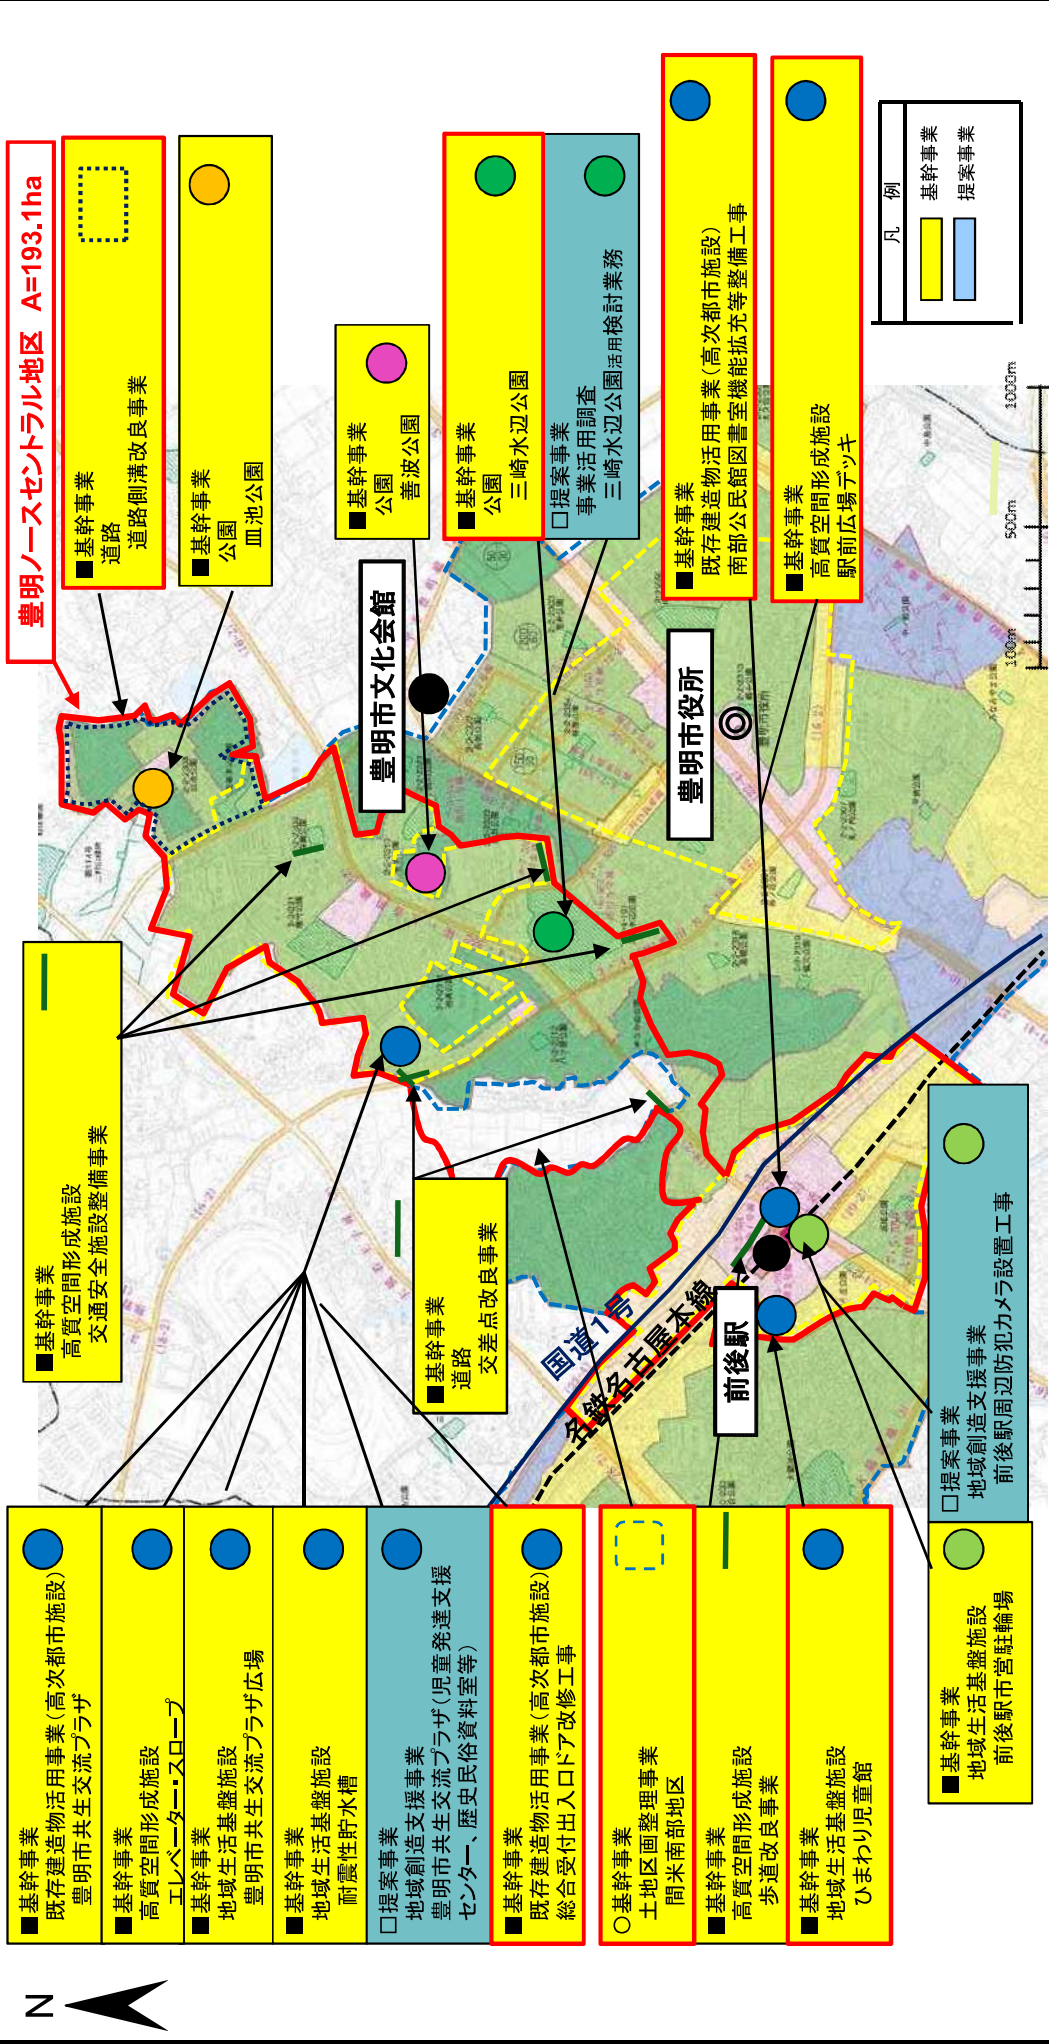 豊明ノースセントラル地区　A=193.1ha
■基幹事業
道路
道路側溝改良事業
■基幹事業
公園
皿池公園
■基幹事業
公園
善波公園
■基幹事業
公園
三崎水辺公園
□提案事業
事業活用調査
三崎水辺公園活用検討業務
■基幹事業
既存建造物活用事業(高次都市施設)
南部公民館図書室機能拡充等整備工事
■基幹事業
高質空間形成施設
駅前広場デッキ
凡　例
基幹事業
提案事業
豊明市文化会館
豊明市役所
100m
500m
1000m
■基幹事業
高質空間形成施設
交通安全施設整備事業
■基幹事業
道路
交差点改良事業
国道1号
名鉄名古屋本線
前後駅
□提案事業
地域創造支援事業
前後駅周辺防犯カメラ設置工事
■基幹事業
地域生活基盤施設
前後駅市営駐輪場
■基幹事業
既存建造物活用事業(高次都市施設)
豊明市共生交流プラザ
■基幹事業
高質空間形成施設
エレベーター・スロープ
■基幹事業
地域生活基盤施設
豊明市共生交流プラザ広場
■基幹事業
地域生活基盤施設
耐震性貯水槽
□提案事業
地域創造支援事業
豊明市共生交流プラザ(児童発達支援
センター、歴史民俗資料室等)
■基幹事業
既存建造物活用事業(高次都市施設)
総合受付出入口ドア改修工事
○基幹事業
土地区画整理事業
間米南部地区
■基幹事業
高質空間形成施設
歩道改良事業
■基幹事業
地域生活基盤施設
ひまわり児童館
N